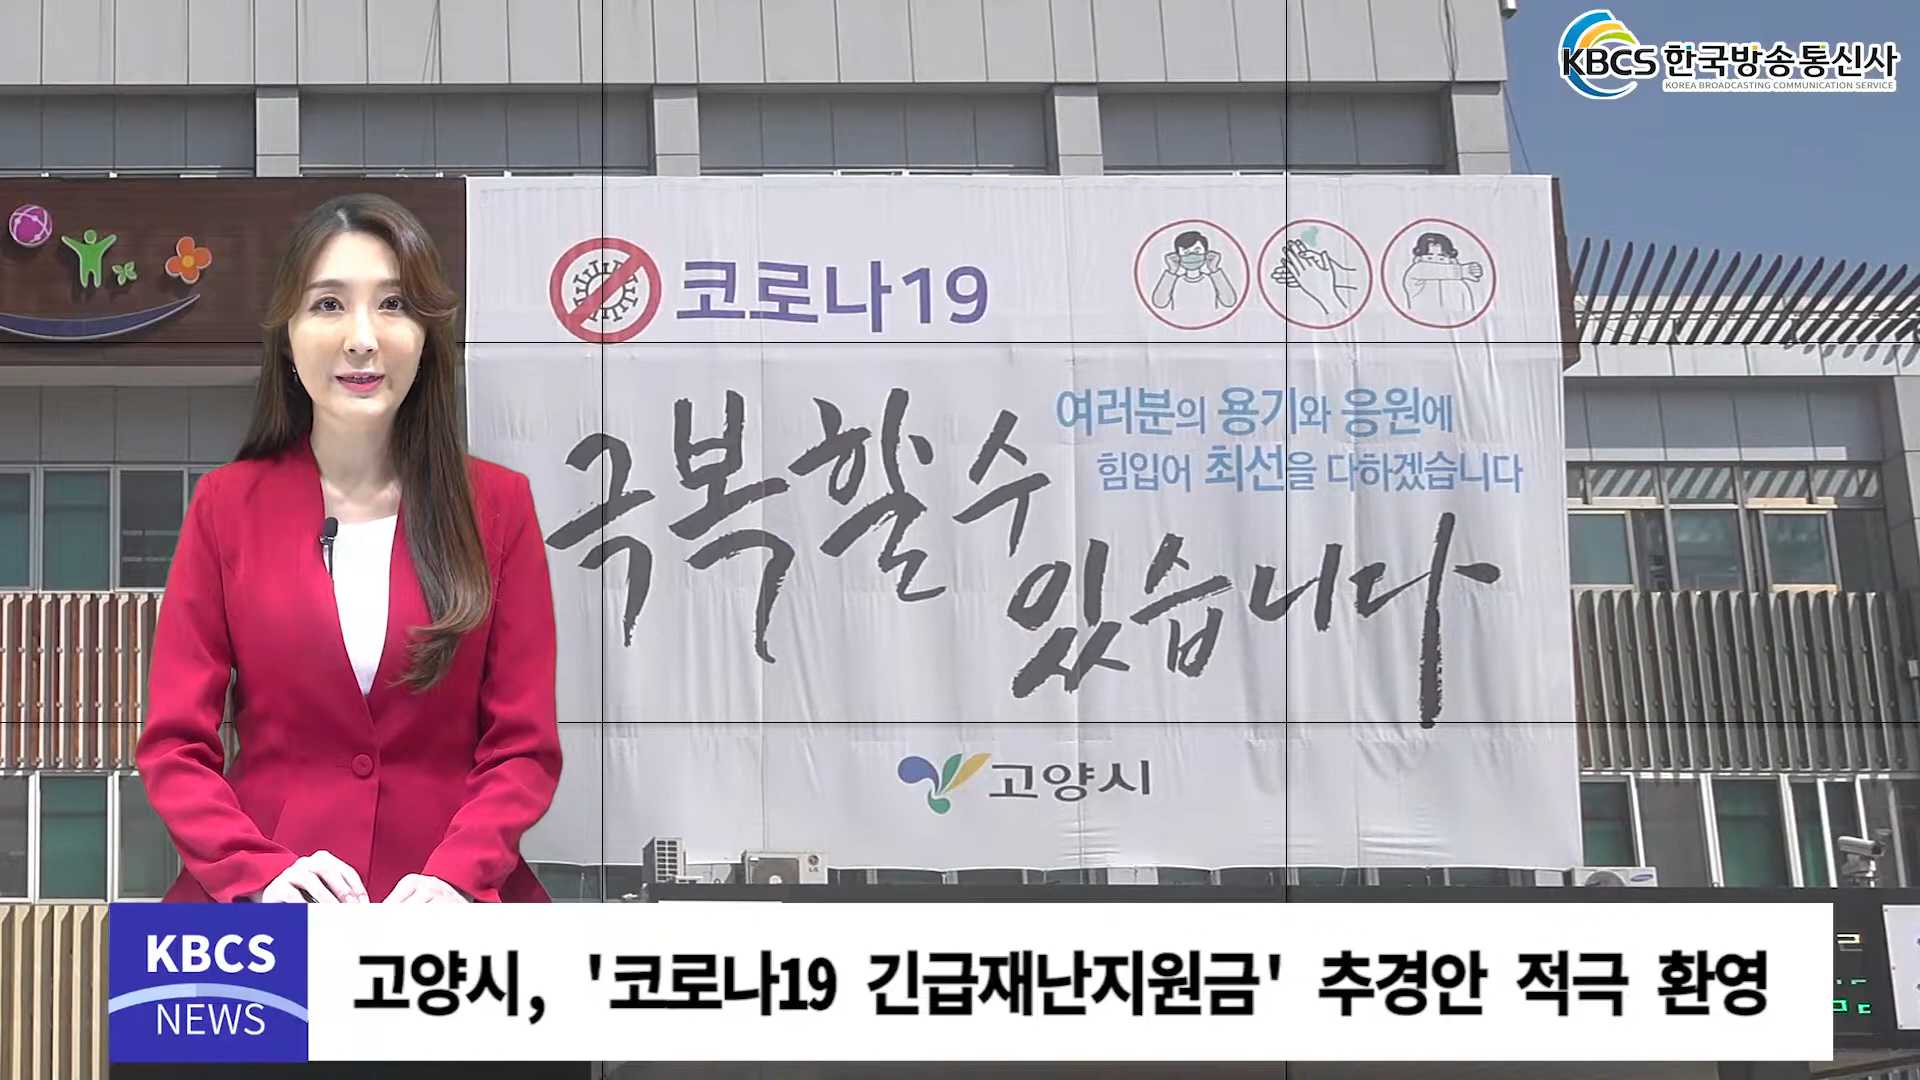 KBCS 한국방송통신사
KOREA BROADCASTING COMMUNICATION SERVICE
코로나19
여러분의 용기와 응원에
힘입어 최선을 다하겠습니다
극복할 수
있습니다
고양시
KBCS
NEWS
고양시, '코로나19 긴급재난지원금' 추경안 적극 환영